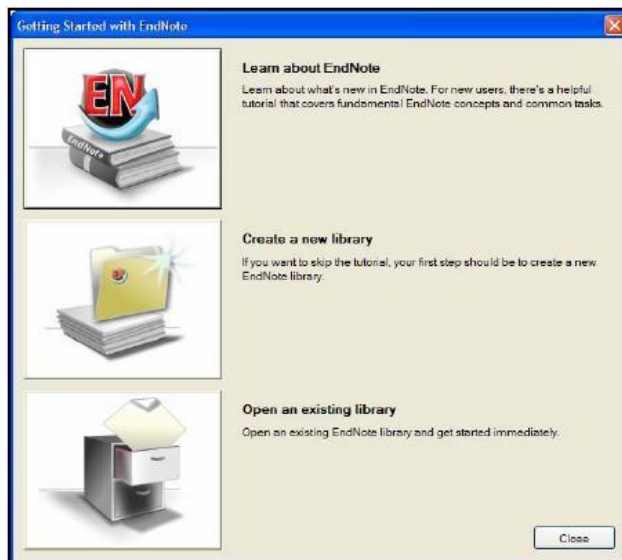 Getting Started with EndNote
EN
EndNote
Learn about EndNote
Learn about what's new in EndNote. For new users, there's a helpful
tutorial that covers fundamental EndNote concepts and common tasks.
EN
Create a new library
If you want to skip the tutorial, your first step should be to create a new
EndNote library.
Open an existing library
Open an existing EndNote library and get started immediately.
Close